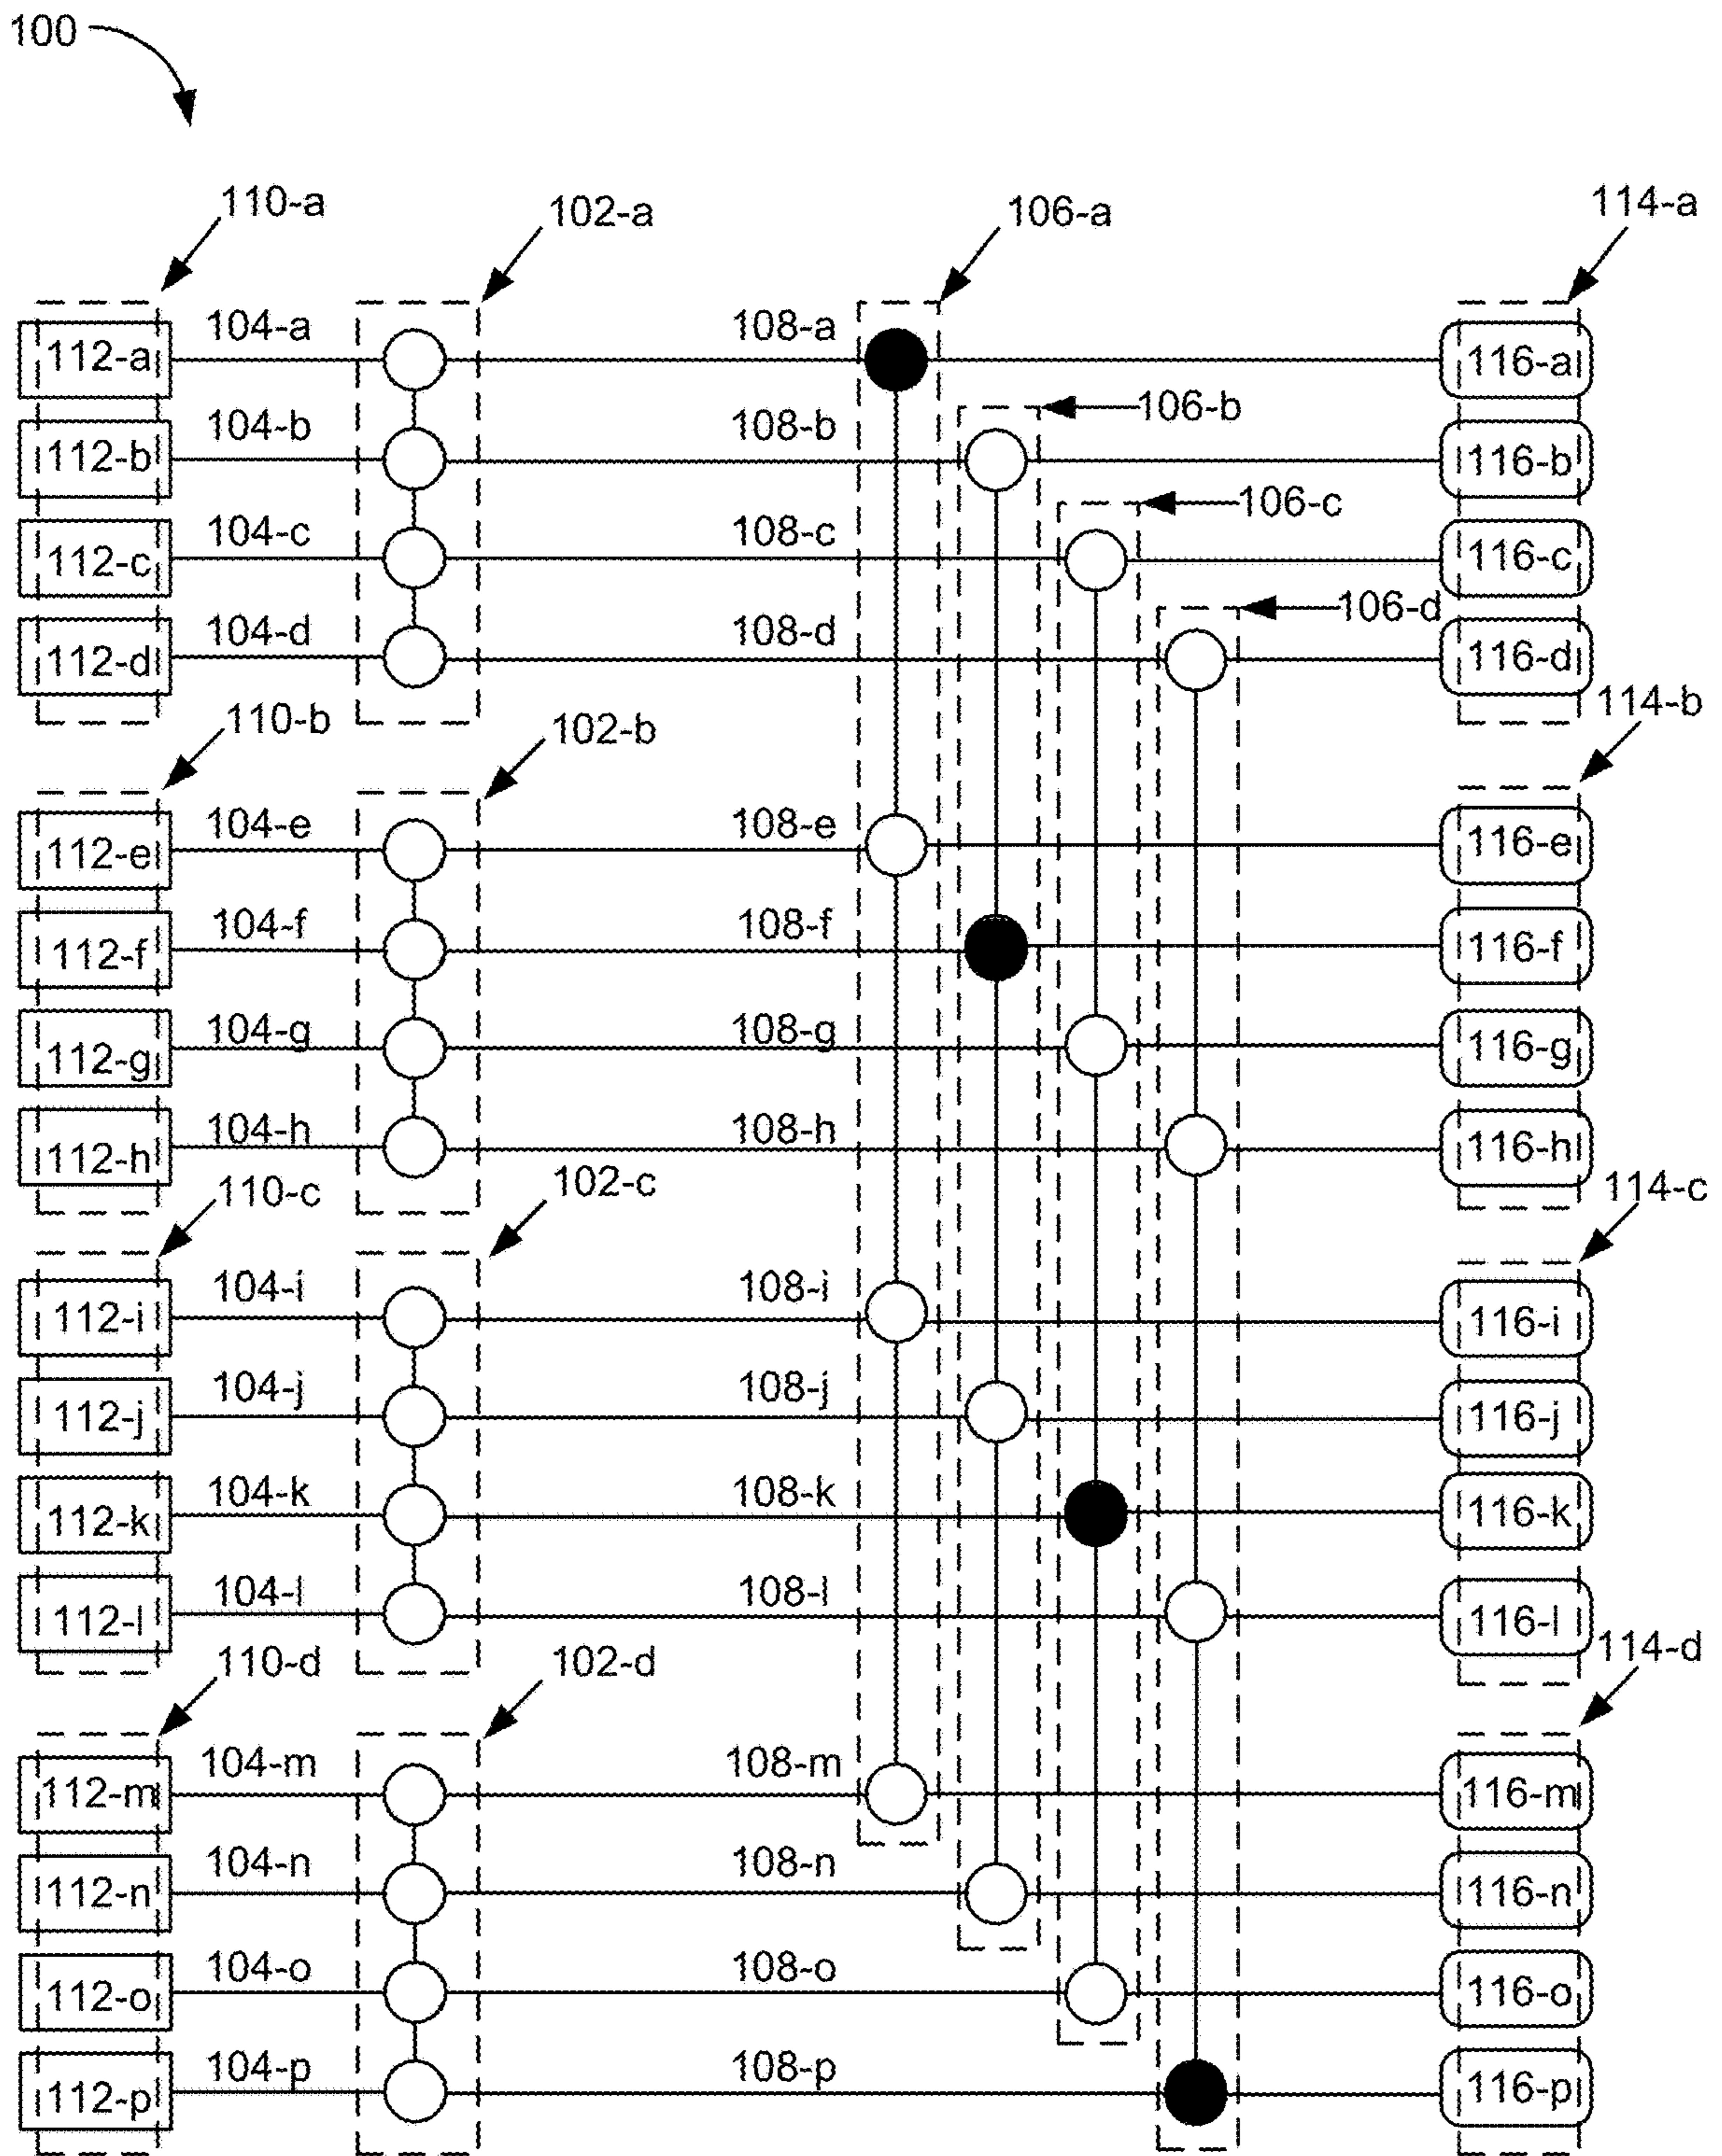 100
110-a 102-a 106-a 114-a
112-a 104-a 108-a 116-a
106-b
112-b 104-b 108-b 116-b
106-c
112-c 104-c 108-c 116-c
106-d
112-d 104-d 108-d 116-d
110-b 102-b 114-b
112-e 104-e 108-e 116-e
112-f 104-f 108-f 116-f
112-g 104-g 108-g 116-g
112-h 104-h 108-h 116-h
110-c 102-c 114-c
112-i 104-i 108-i 116-i
112-j 104-j 108-j 116-j
112-k 104-k 108-k 116-k
112-l 104-l 108-l 116-l
110-d 102-d 114-d
112-m 104-m 108-m 116-m
112-n 104-n 108-n 116-n
112-o 104-o 108-o 116-o
112-p 104-p 108-p 116-p